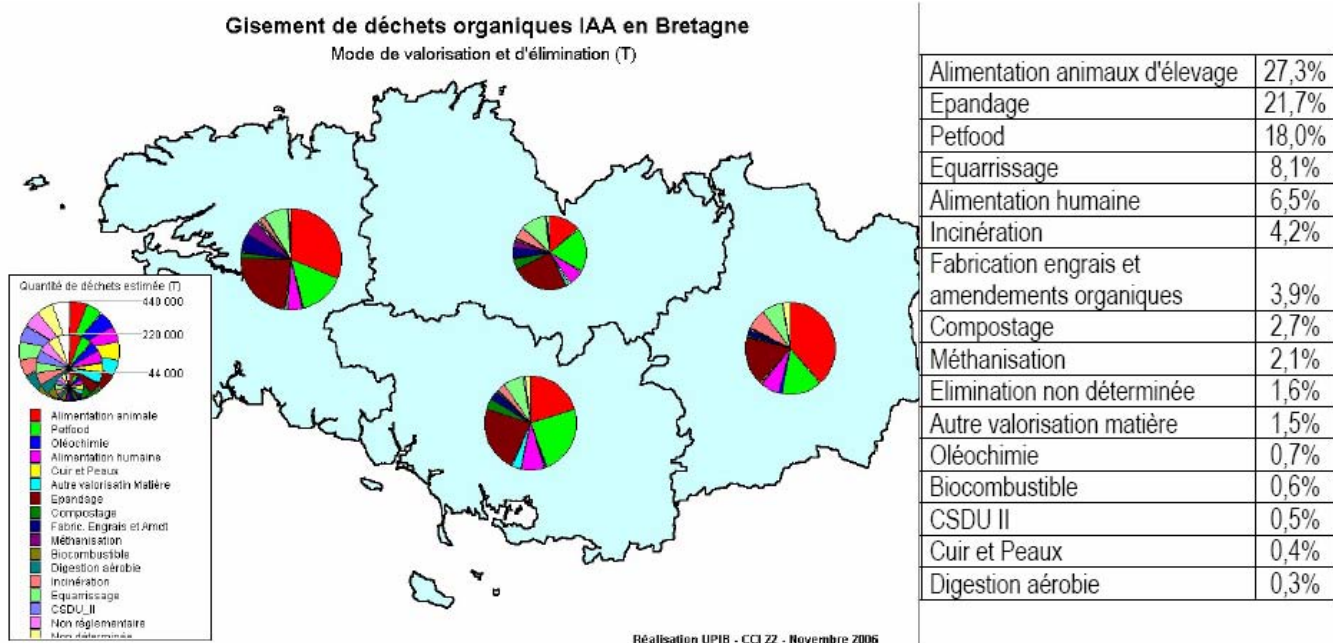 Gisement de déchets organiques IAA en Bretagne
Mode de valorisation et d'élimination (T)
Quantité de déchets estimée (T)
440 000
220 000
44 000
Alimentation animale
Petfood
Oléochimie
Alimentation humaine
Cuir et Peaux
Autre valorisatin Matière
Epandage
Compostage
Fabric. Engrais et Amdt
Méthanisation
Biocombustible
Digestion aérobie
Incinération
Equarrissage
CSDU_II
Non réglementaire
Non déterminée
Réalisation UPIB - CCI 22 - Novembre 2006
Alimentation animaux d'élevage 27,3%
Epandage 21,7%
Petfood 18,0%
Equarrissage 8,1%
Alimentation humaine 6,5%
Incinération 4,2%
Fabrication engrais et
amendements organiques 3,9%
Compostage 2,7%
Méthanisation 2,1%
Elimination non déterminée 1,6%
Autre valorisation matière 1,5%
Oléochimie 0,7%
Biocombustible 0,6%
CSDU II 0,5%
Cuir et Peaux 0,4%
Digestion aérobie 0,3%